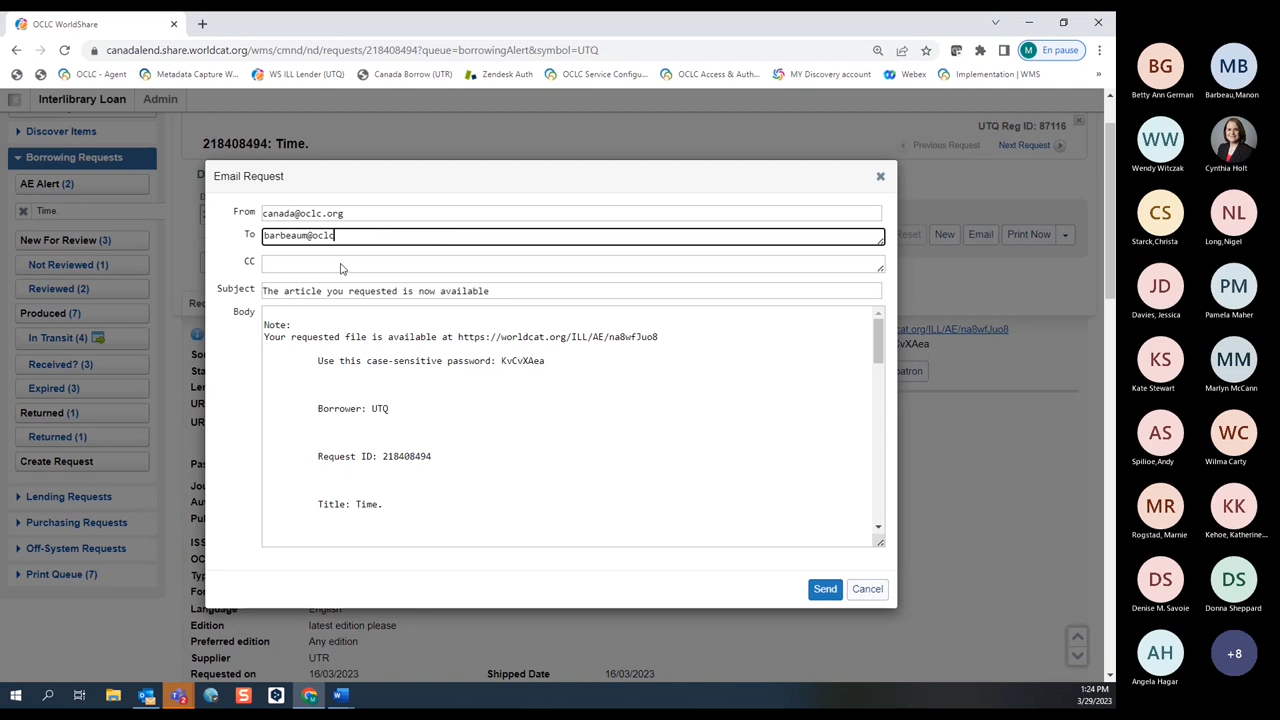 OCLC WorldShare
canadalend.share.worldcat.org/wms/cmnd/nd/requests/218408494?queue=borrowingAlert&symbol=UTQ
M
En pause
OCLC - Agent
Metadata Capture W...
WS ILL Lender (UTQ)
Canada Borrow (UTR)
Zendesk Auth
OCLC Service Configu...
OCLC Access & Auth...
MY Discovery account
Webex
Implementation | WMS
»
Interlibrary Loan
Admin
Discover Items
Borrowing Requests
AE Alert (2)
Time.
New For Review (3)
Not Reviewed (1)
Reviewed (2)
Produced (7)
In Transit (4)
Received? (3)
Expired (3)
Returned (1)
Returned (1)
Create Request
Lending Requests
Purchasing Requests
Off-System Requests
Print Queue (7)
UTQ Reg ID: 87116
218408494: Time.
Previous Request
Next Request
Reset
New
Email
Print Now
cat.org/ILL/AE/na8wfJuo8
CvXAea
patron
Email Request
From
canada@oclc.org
To
barbeaum@oclc
CC
Subject
The article you requested is now available
Body
Note:
Your requested file is available at https://worldcat.org/ILL/AE/na8wfJuo8
Use this case-sensitive password: KvCvXAea
Borrower: UTQ
Request ID: 218408494
Title: Time.
Send
Cancel
Language
English
Edition
latest edition please
Preferred edition
Any edition
Supplier
UTR
Requested on
16/03/2023
Shipped Date
16/03/2023
1:24 PM
3/29/2023
BG
Betty Ann German
MB
Barbeau,Manon
WW
Wendy Witczak
Cynthia Holt
CS
Starck,Christa
NL
Long,Nigel
JD
Davies, Jessica
PM
Pamela Maher
KS
Kate Stewart
MM
Marlyn McCann
AS
Spilioe,Andy
WC
Wilma Carty
MR
Rogstad, Marnie
KK
Kehoe, Katherine...
DS
Denise M. Savoie
DS
Donna Sheppard
AH
Angela Hagar
+8